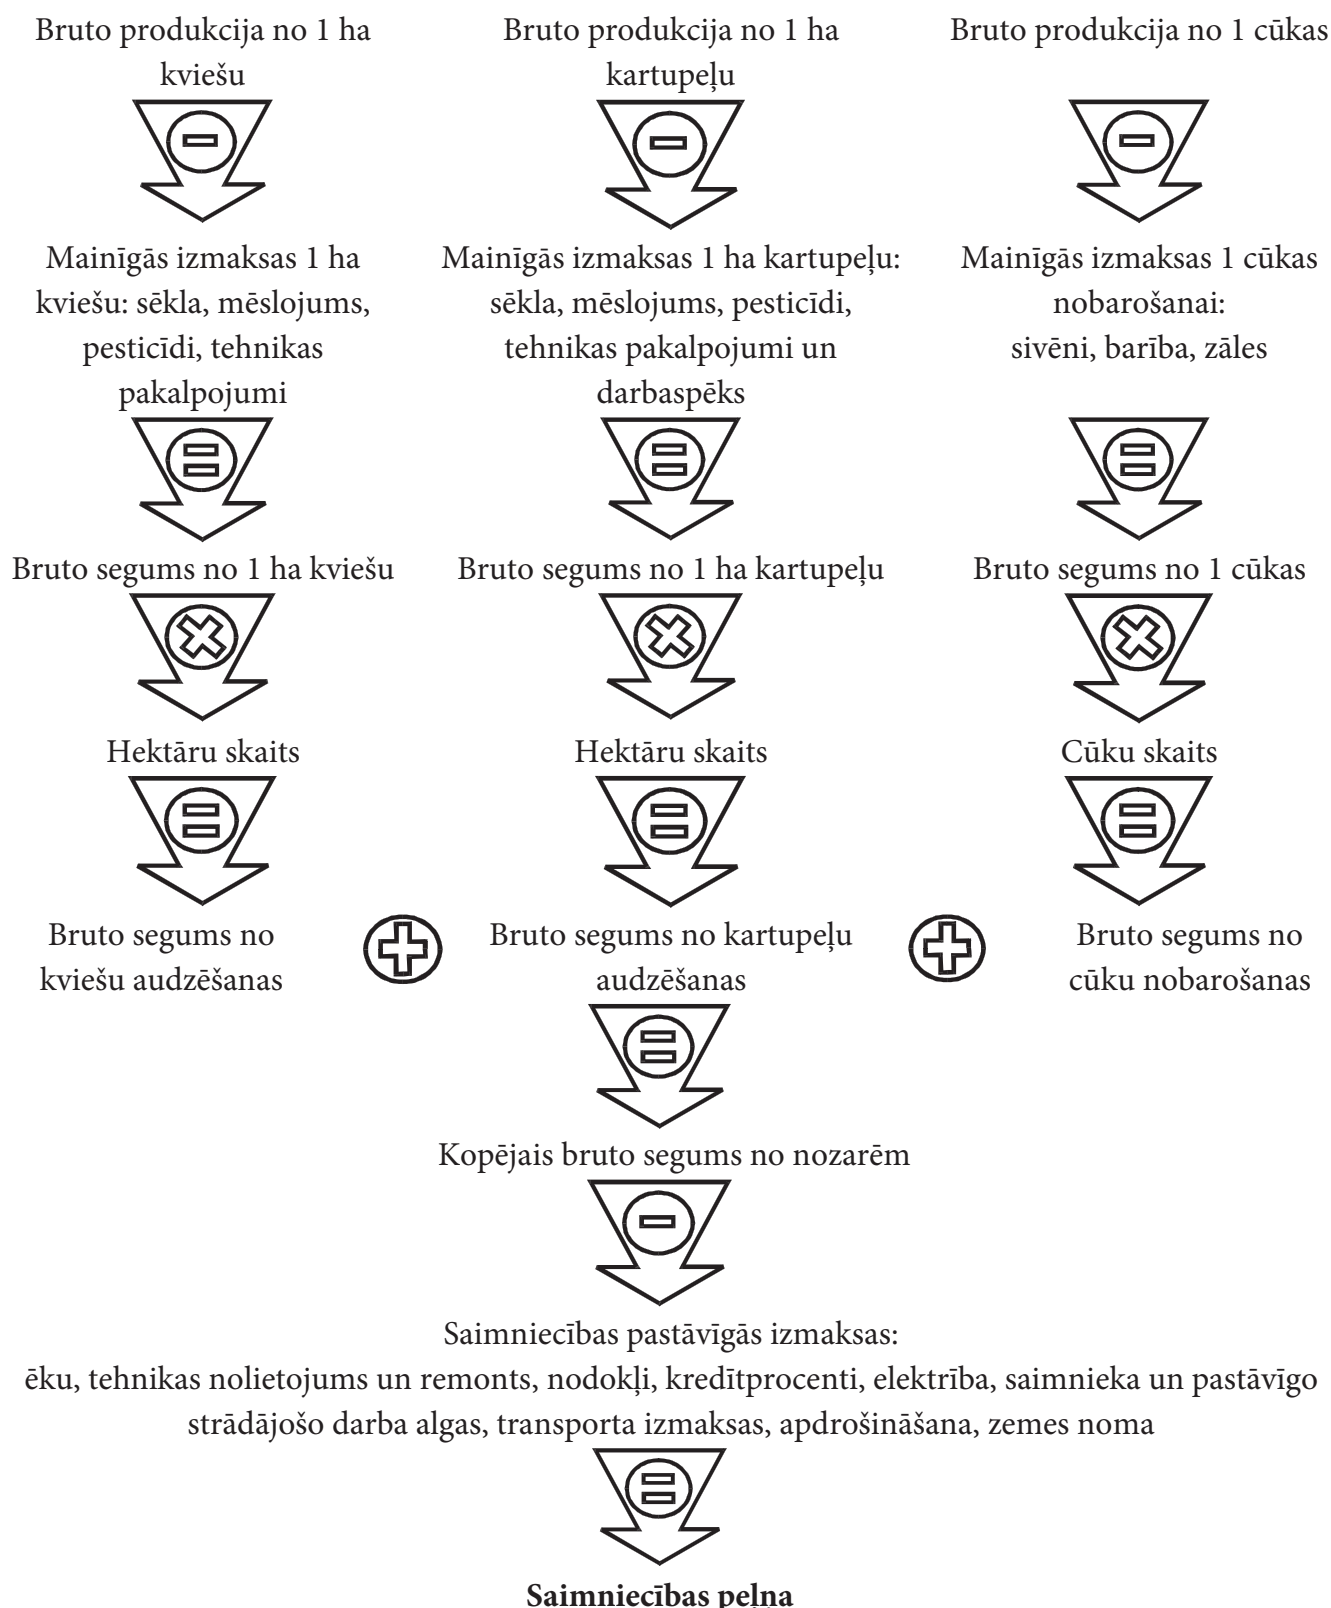 Bruto produkcija no 1 ha
kviešu
Bruto produkcija no 1 ha
kartupeļu
Bruto produkcija no 1 cūkas
Mainīgās izmaksas 1 ha
kviešu: sēkla, mēslojums,
pesticīdi, tehnikas
pakalpojumi
Mainīgās izmaksas 1 ha kartupeļu:
sēkla, mēslojums, pesticīdi,
tehnikas pakalpojumi un
darbaspēks
Mainīgās izmaksas 1 cūkas
nobarošanai:
sivēni, barība, zāles
Bruto segums no 1 ha kviešu
Bruto segums no 1 ha kartupeļu
Bruto segums no 1 cūkas
Hektāru skaits
Hektāru skaits
Cūku skaits
Bruto segums no
kviešu audzēšanas
Bruto segums no kartupeļu
audzēšanas
Bruto segums no
cūku nobarošanas
Kopējais bruto segums no nozarēm
Saimniecības pastāvīgās izmaksas:
ēku, tehnikas nolietojums un remonts, nodokļi, kredītprocenti, elektrība, saimnieka un pastāvīgo
strādājošo darba algas, transporta izmaksas, apdrošināšana, zemes noma
Saimniecības peļņa